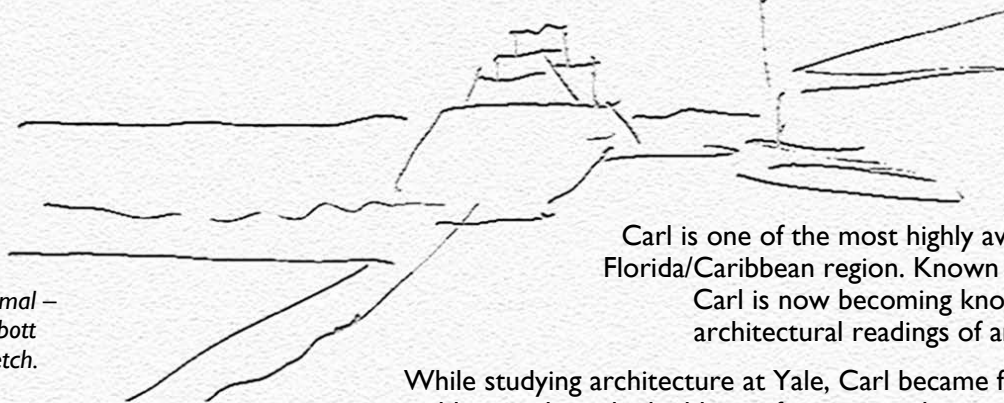 mal –
bott
etch.
Carl is one of the most highly av
Florida/Caribbean region. Known
Carl is now becoming kno
architectural readings of a
While studying architecture at Yale, Carl became f